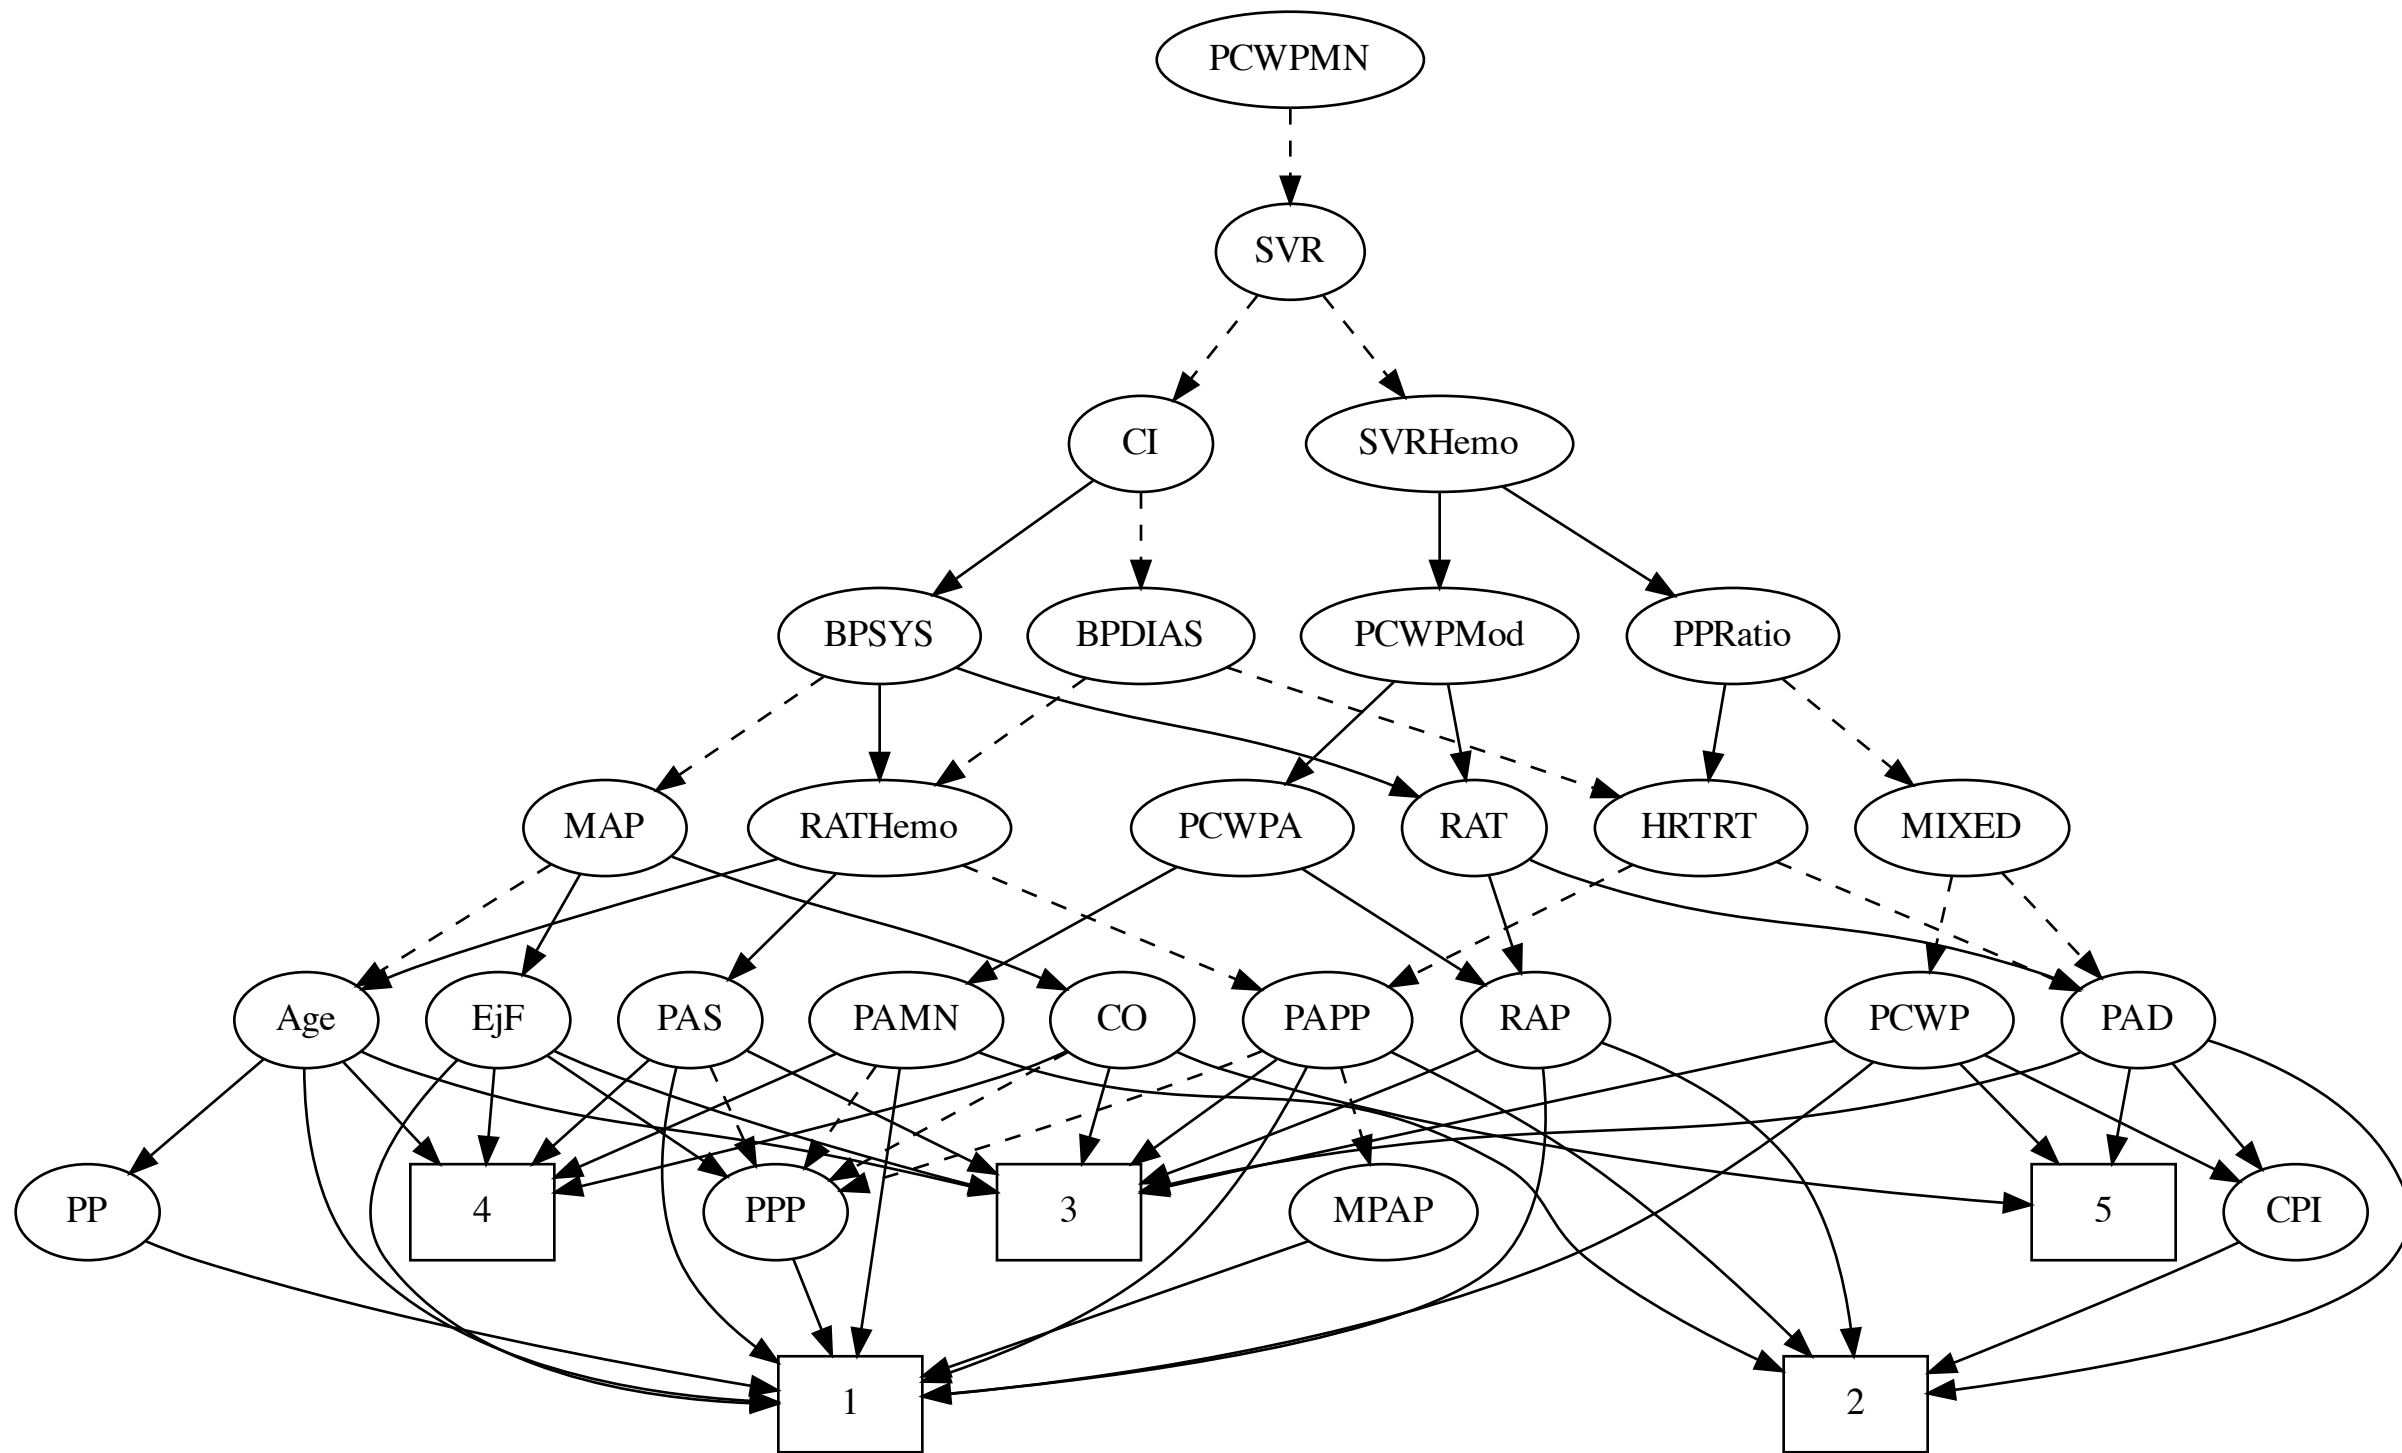 PCWPMN
SVR
CI
SVRHemo
BPSYS
BPDIAS
PCWPMod
PPRatio
MAP
RATHemo
PCWPA
RAT
HRTRT
MIXED
Age
EjF
PAS
PAMN
CO
PAPP
RAP
PCWP
PAD
PP
4
PPP
3
MPAP
5
CPI
1
2